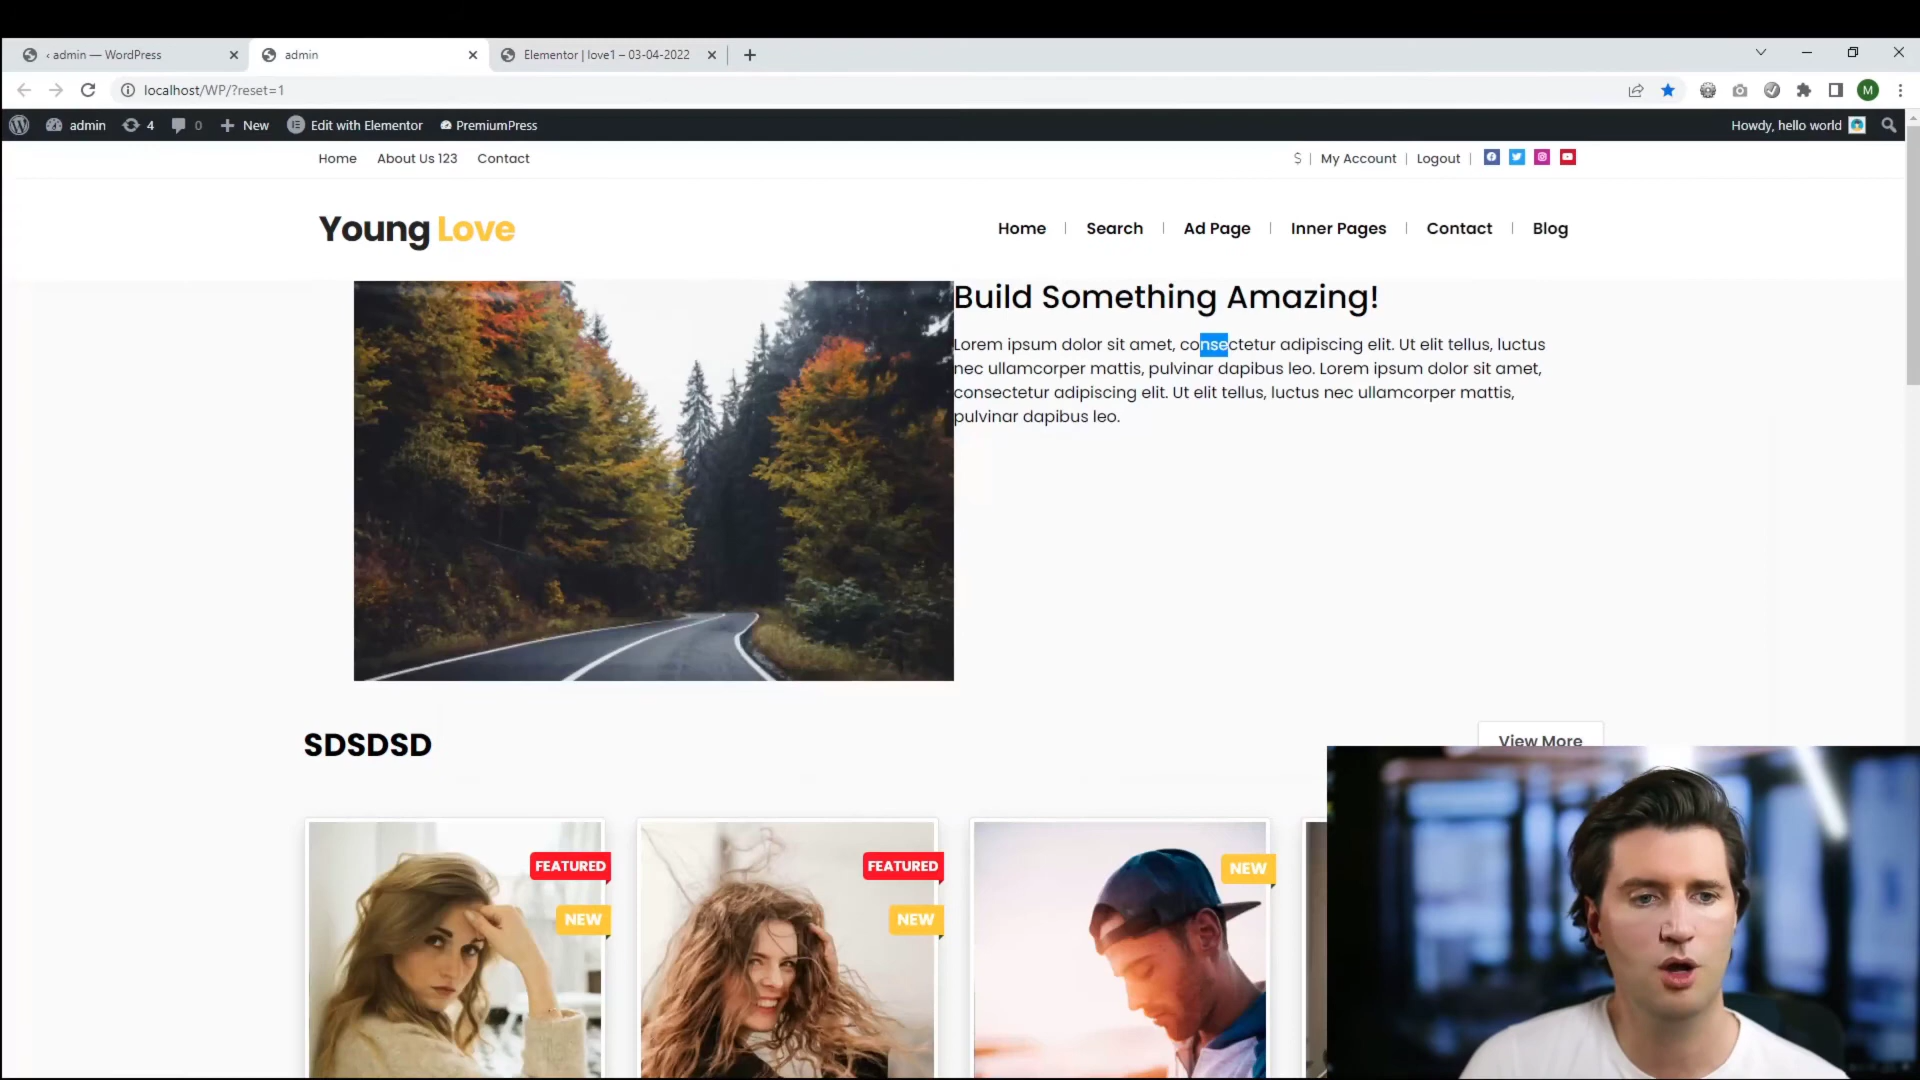 ‹ admin — WordPress
admin
Elementor | love1 – 03-04-2022
localhost/WP/?reset=1
M
admin 4 0 New Edit with Elementor PremiumPress
Howdy, hello world
Home About Us 123 Contact
$ | My Account | Logout |
Young Love
Home | Search | Ad Page | Inner Pages | Contact | Blog
Build Something Amazing!
Lorem ipsum dolor sit amet, consectetur adipiscing elit. Ut elit tellus, luctus
nec ullamcorper mattis, pulvinar dapibus leo. Lorem ipsum dolor sit amet,
consectetur adipiscing elit. Ut elit tellus, luctus nec ullamcorper mattis,
pulvinar dapibus leo.
SDSDSD
View More
FEATURED
NEW
FEATURED
NEW
NEW